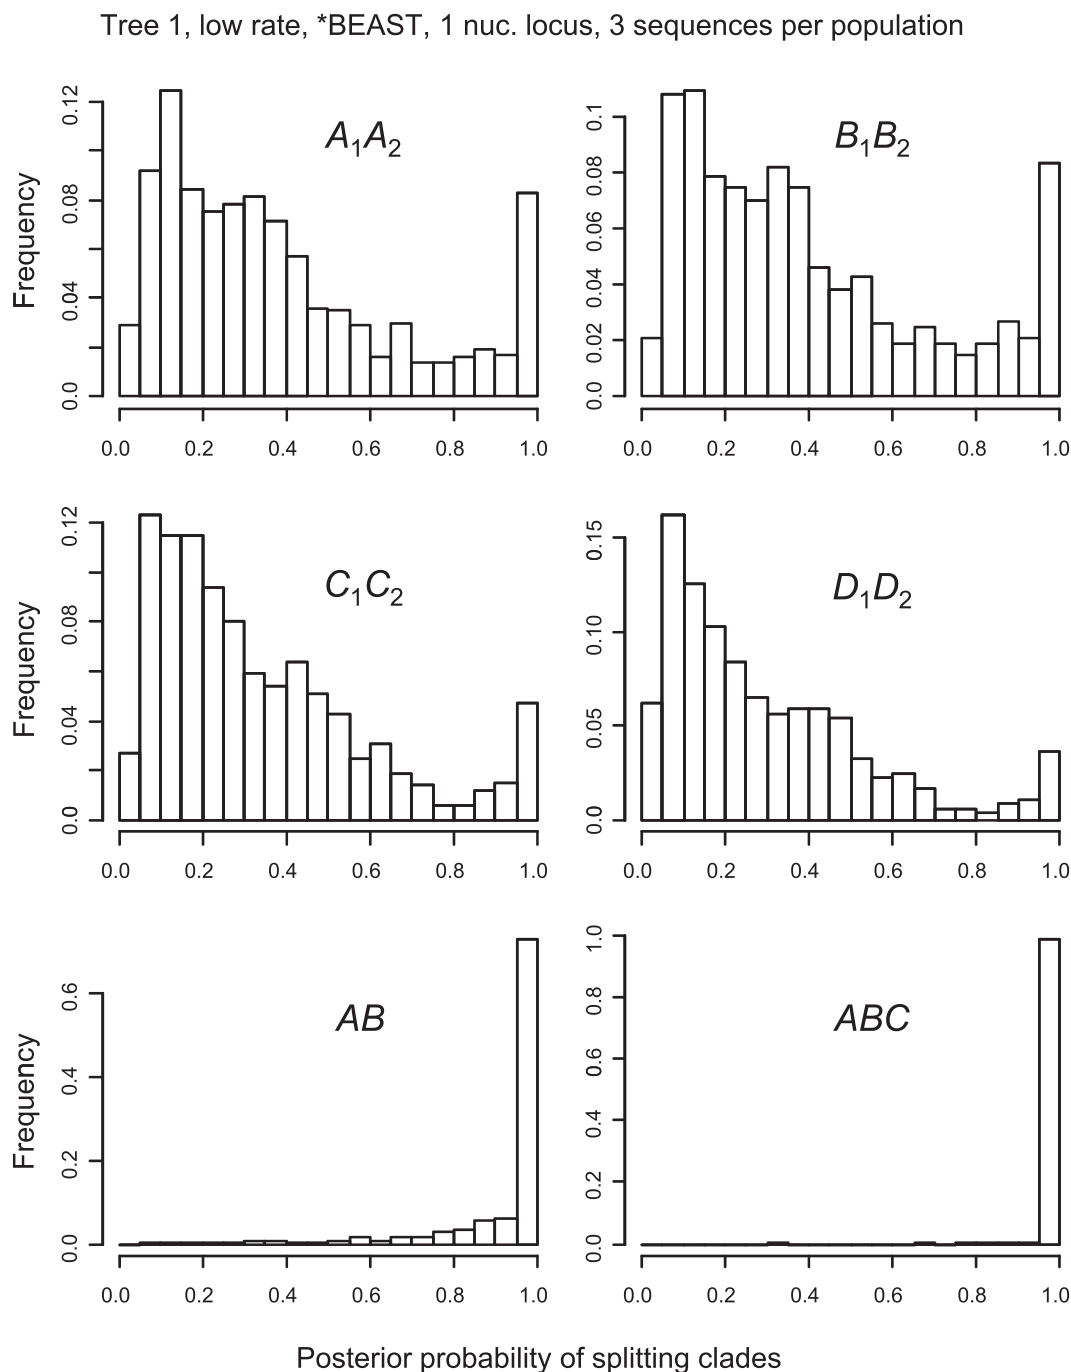 Tree 1, low rate, *BEAST, 1 nuc. locus, 3 sequences per population
A1A2
B1B2
Frequency
0.12
0.08
0.04
0.0
0.1
0.08
0.06
0.04
0.02
0.0
0.0 0.2 0.4 0.6 0.8 1.0
0.0 0.2 0.4 0.6 0.8 1.0
C1C2
D1D2
Frequency
0.12
0.08
0.04
0.0
0.15
0.10
0.05
0.0
0.0 0.2 0.4 0.6 0.8 1.0
0.0 0.2 0.4 0.6 0.8 1.0
AB
ABC
Frequency
0.6
0.4
0.2
0.0
1.0
0.8
0.6
0.4
0.2
0.0
0.0 0.2 0.4 0.6 0.8 1.0
0.0 0.2 0.4 0.6 0.8 1.0
Posterior probability of splitting clades